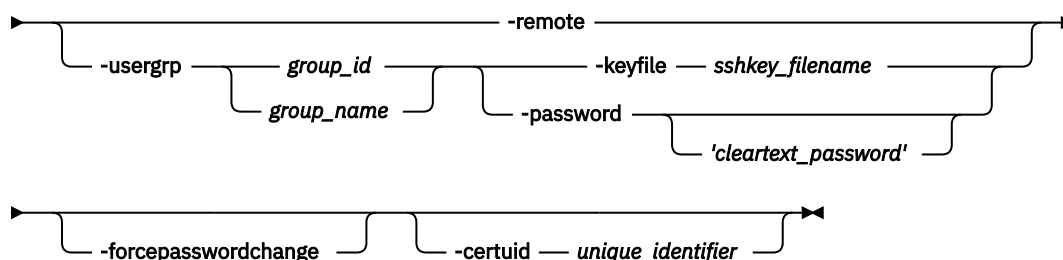 -remote
-usergrp group_id -keyfile sshkey_filename
group_name -password
'cleartext_password'
-forcepasswordchange -certuid unique_identifier